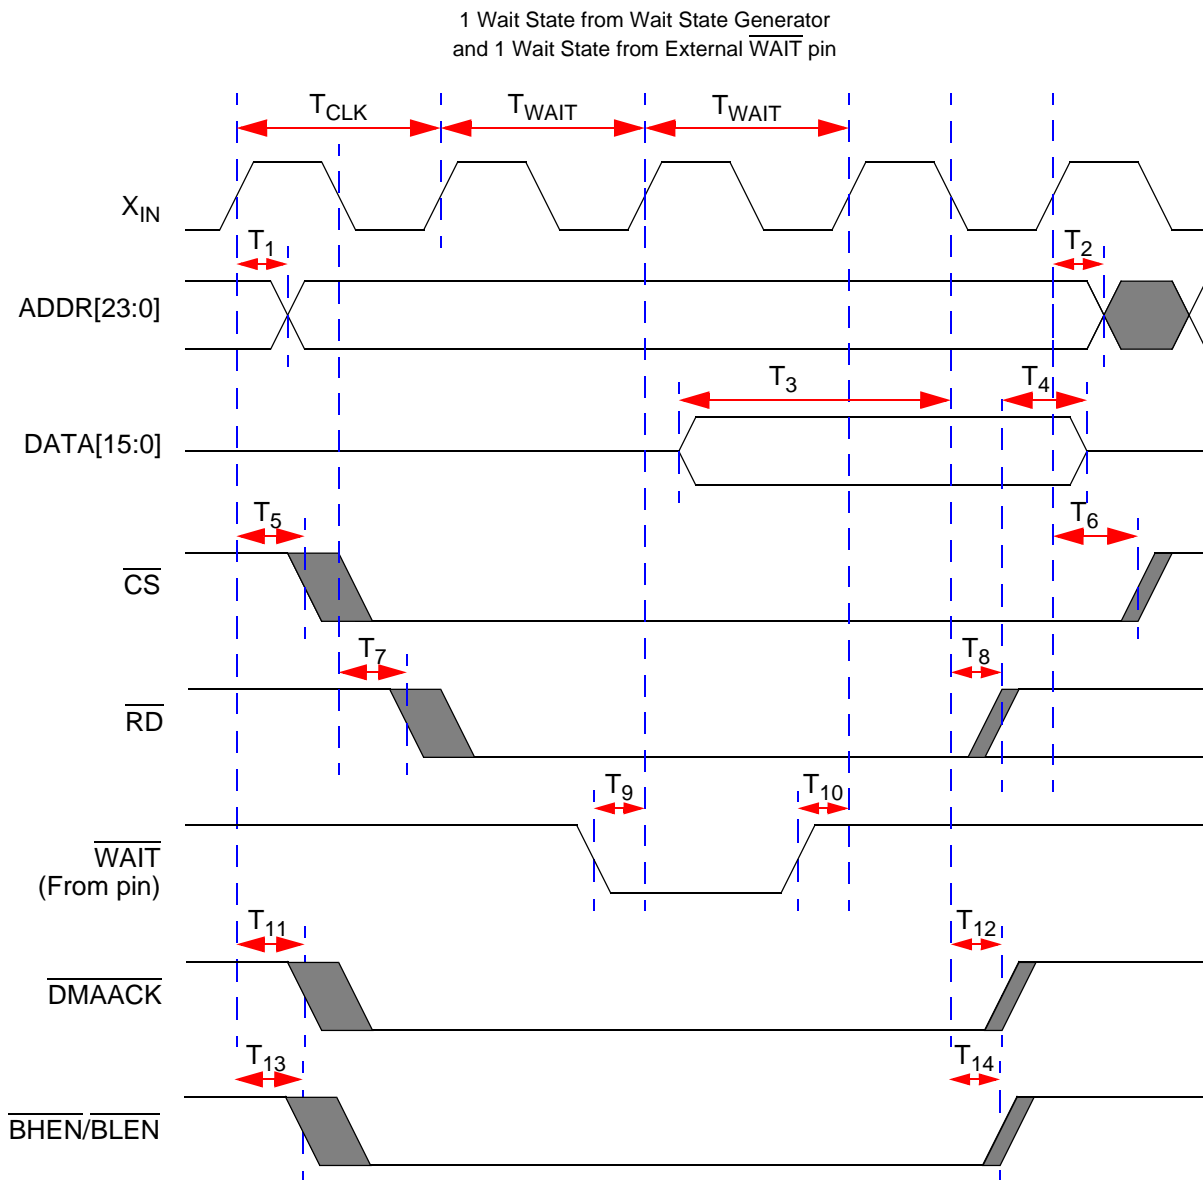 1 Wait State from Wait State Generator
and 1 Wait State from External WAIT pin
TCLK
TWAIT
TWAIT
XIN
T1
T2
ADDR[23:0]
T3
T4
DATA[15:0]
T5
T6
CS
T7
T8
RD
T9
T10
WAIT
(From pin)
T11
T12
DMAACK
T13
T14
BHEN/BLEN